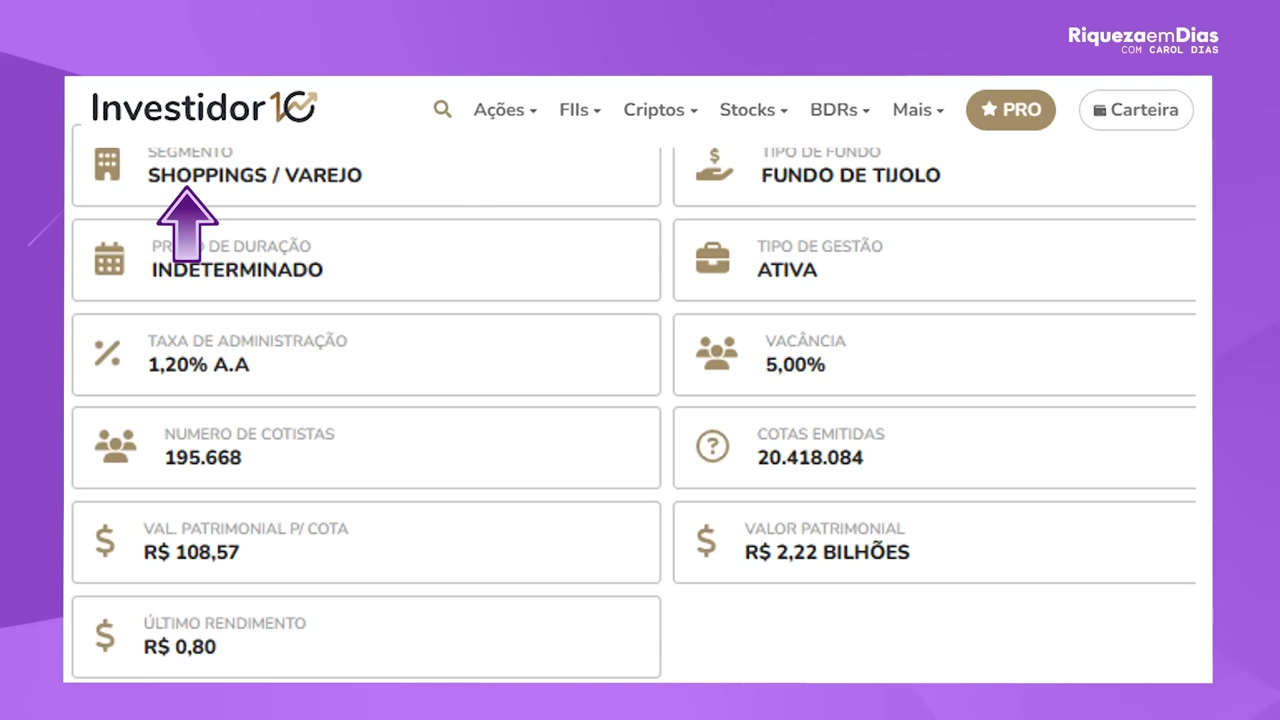 RiquezaemDias
COM CAROL DIAS
Investidor10
Ações
FIIs
Criptos
Stocks
BDRs
Mais
PRO
Carteira
SEGMENTO
SHOPPINGS / VAREJO
TIPO DE FUNDO
FUNDO DE TIJOLO
DE DURAÇÃO
INDETERMINADO
TIPO DE GESTÃO
ATIVA
TAXA DE ADMINISTRAÇÃO
1,20% A.A
VACÂNCIA
5,00%
NUMERO DE COTISTAS
195.668
COTAS EMITIDAS
20.418.084
VAL. PATRIMONIAL P/ COTA
R$ 108,57
VALOR PATRIMONIAL
R$ 2,22 BILHÕES
ÚLTIMO RENDIMENTO
R$ 0,80